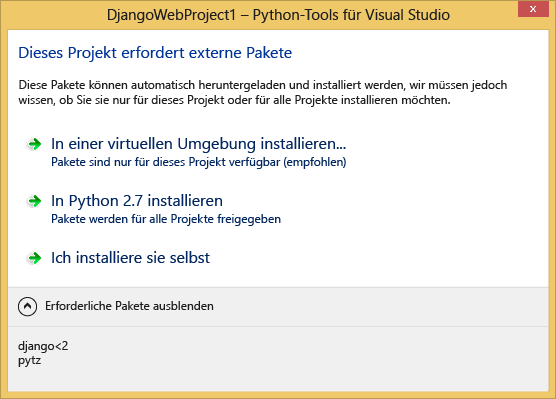 DjangoWebProject1 – Python-Tools für Visual Studio
x
Dieses Projekt erfordert externe Pakete
Diese Pakete können automatisch heruntergeladen und installiert werden, wir müssen jedoch
wissen, ob Sie sie nur für dieses Projekt oder für alle Projekte installieren möchten.
In einer virtuellen Umgebung installieren...
Pakete sind nur für dieses Projekt verfügbar (empfohlen)
In Python 2.7 installieren
Pakete werden für alle Projekte freigegeben
Ich installiere sie selbst
Erforderliche Pakete ausblenden
django<2
pytz